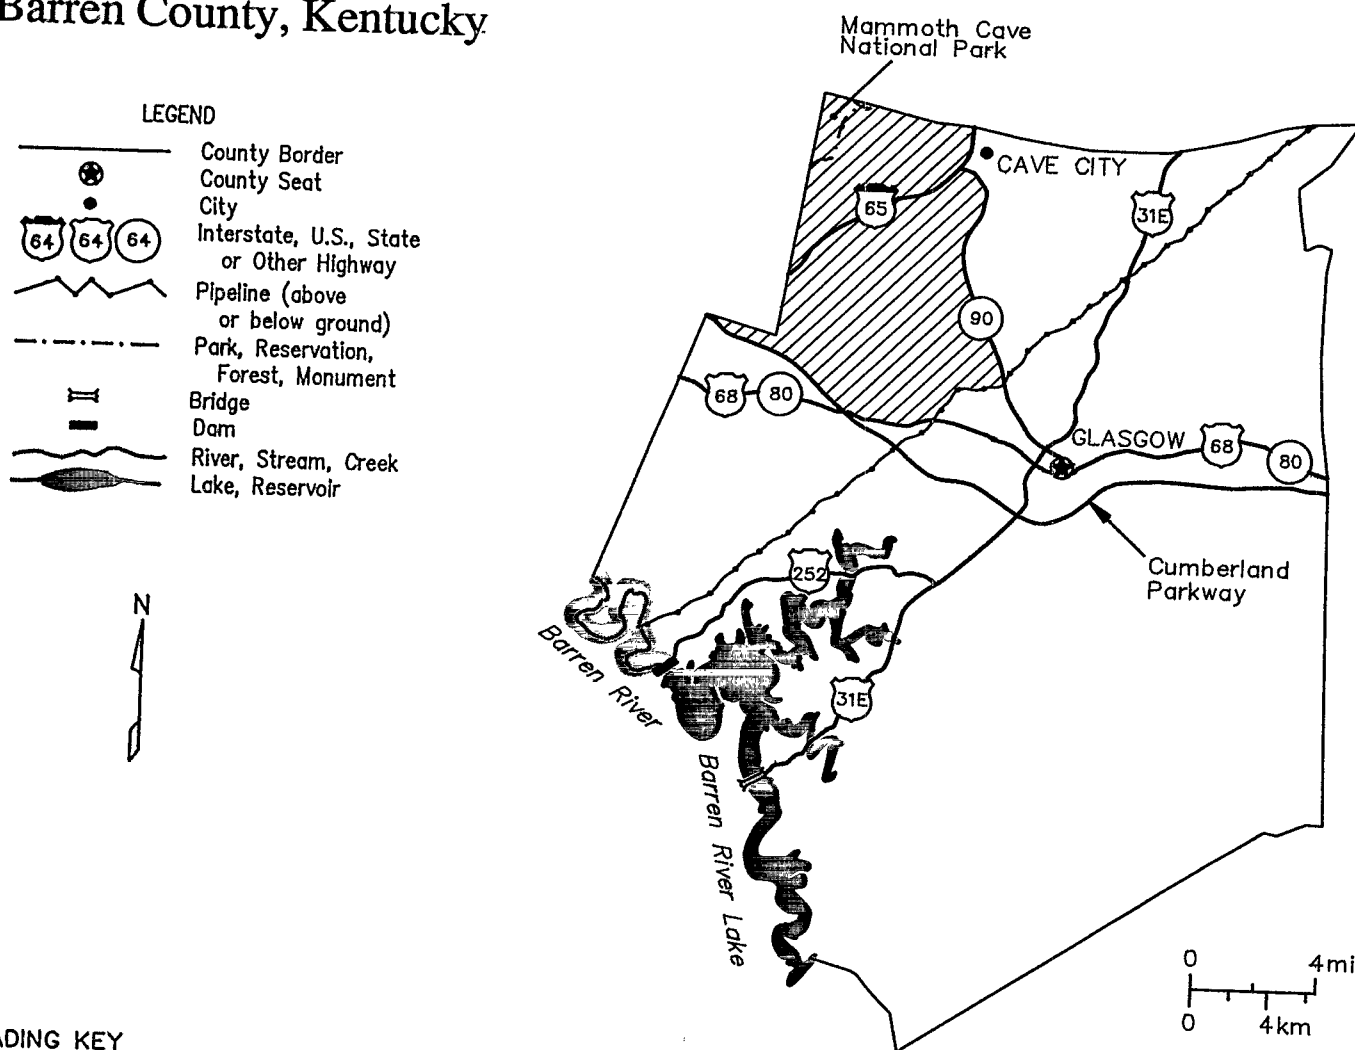 Barren County, Kentucky
LEGEND
County Border
County Seat
City
64 64 64
Interstate, U.S., State
or Other Highway
Pipeline (above
or below ground)
Park, Reservation,
Forest, Monument
Bridge
Dam
River, Stream, Creek
Lake, Reservoir
N
Mammoth Cave
National Park
CAVE CITY
65
31E
90
68 80
GLASGOW
68
80
252
Cumberland
Parkway
Barren River
31E
Barren River Lake
0 4mi
0 4km
ADING KEY